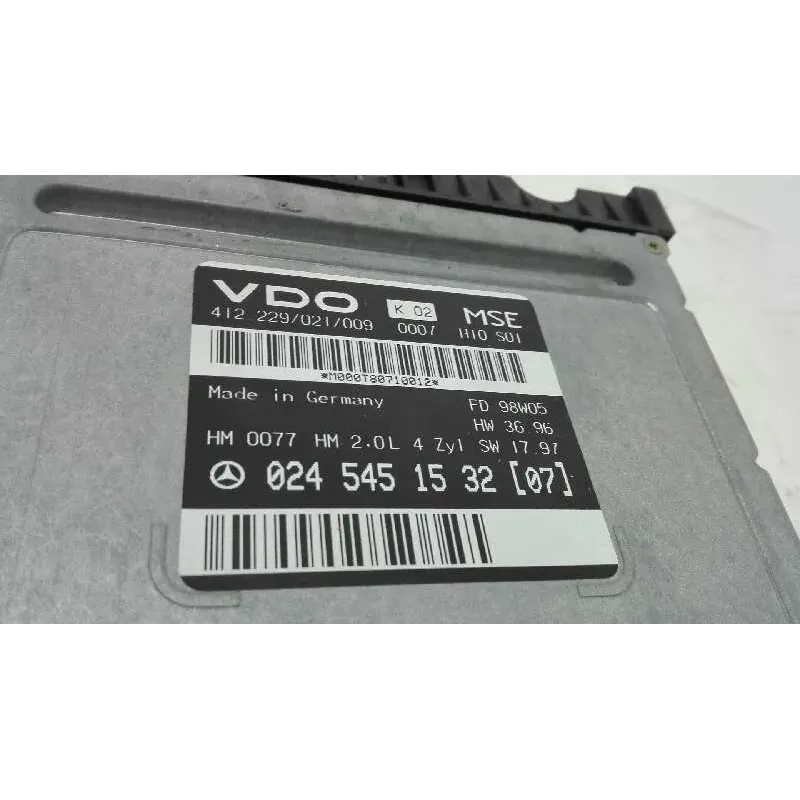 VDO K 02 MSE
412 229/021/009 0007 H10 S01
*M000T80710012*
Made in Germany FD 98W05
HW 36 96
HM 0077 HM 2.0L 4 Zyl SW 17.97
024 545 15 32 [07]